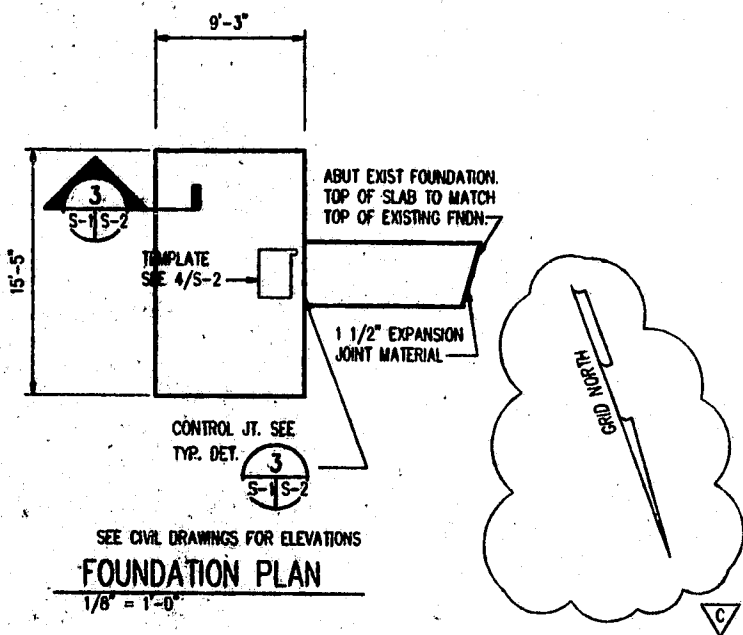 9'-3"
15'-5"
3
S-1 S-2
ABUT EXIST FOUNDATION.
TOP OF SLAB TO MATCH
TOP OF EXISTING FNDN.
TEMPLATE
SEE 4/S-2
1 1/2" EXPANSION
JOINT MATERIAL
GRID NORTH
CONTROL JT. SEE
TYP. DET.
3
S-1 S-2
SEE CIVIL DRAWINGS FOR ELEVATIONS
FOUNDATION PLAN
1/8" = 1'-0"
C